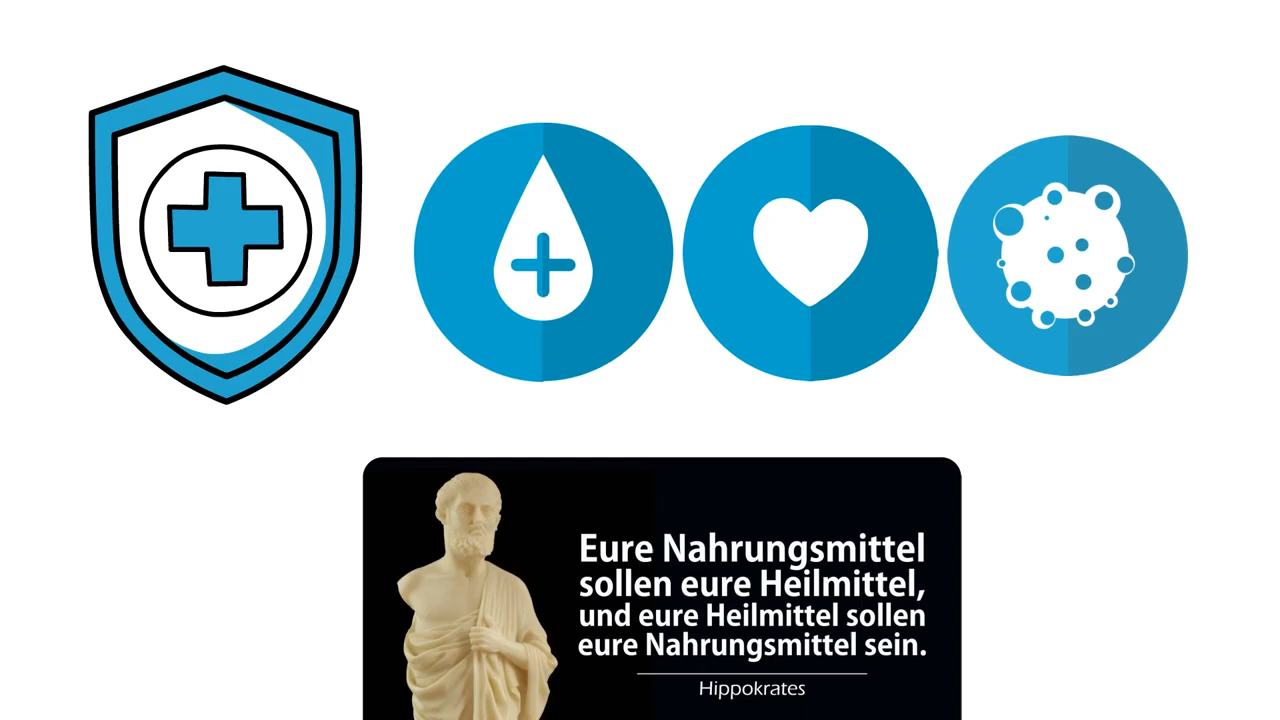 Eure Nahrungsmittel
sollen eure Heilmittel,
und eure Heilmittel sollen
eure Nahrungsmittel sein.
Hippokrates